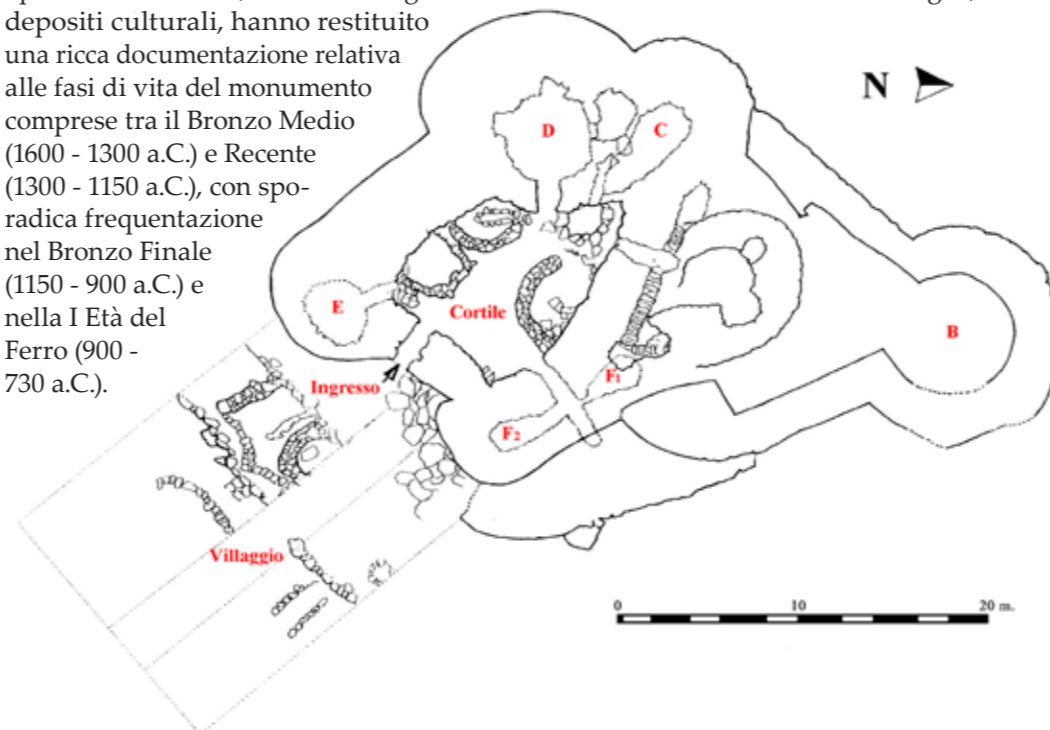 depositi culturali, hanno restituito
una ricca documentazione relativa
alle fasi di vita del monumento
comprese tra il Bronzo Medio
(1600 - 1300 a.C.) e Recente
(1300 - 1150 a.C.), con spo-
radica frequentazione
nel Bronzo Finale
(1150 - 900 a.C.) e
nella I Età del
Ferro (900 -
730 a.C.).
N
D
C
E
Cortile
B
Ingresso
F1
F2
Villaggio
0 10 20 m.